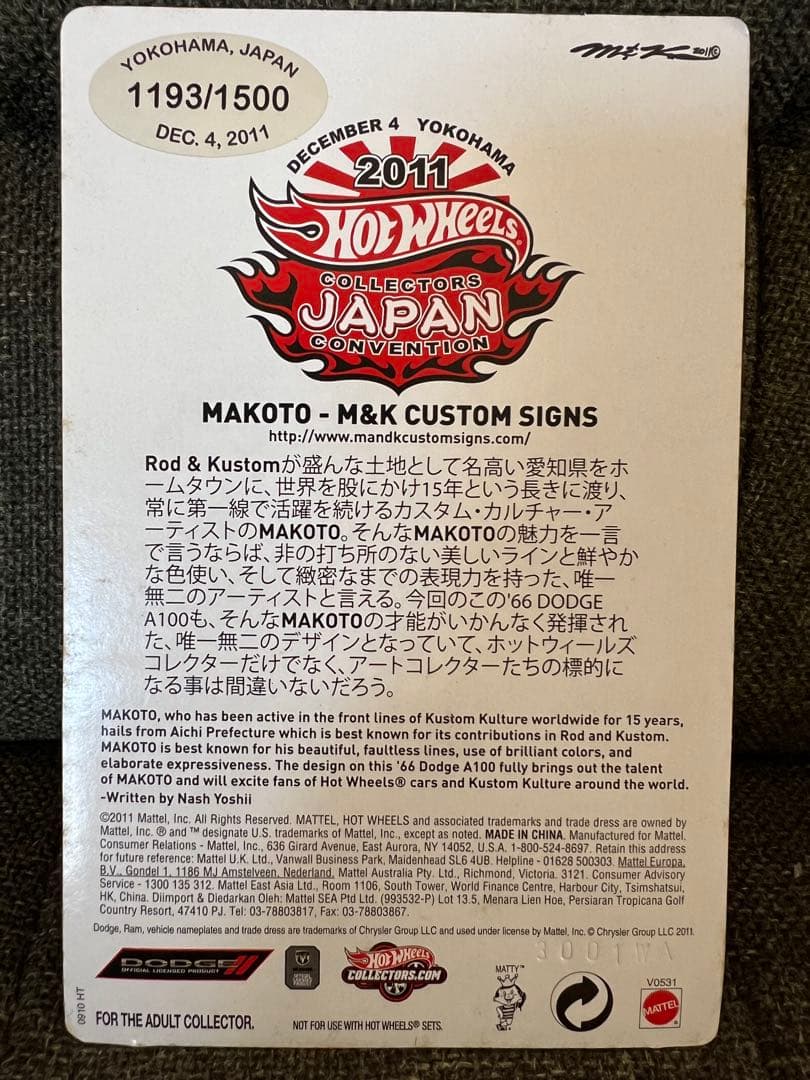 YOKOHAMA, JAPAN
1193/1500
DEC. 4, 2011
M&K 2011©
DECEMBER 4 YOKOHAMA
2011
HOT WHEELS®
COLLECTORS
JAPAN
CONVENTION
MAKOTO - M&K CUSTOM SIGNS
http://www.mandkcustomsigns.com/
Rod & Kustomが盛んな土地として名高い愛知県をホ
ームタウンに、世界を股にかけ15年という長きに渡り、
常に第一線で活躍を続けるカスタム・カルチャー・ア
ーティストのMAKOTO。そんなMAKOTOの魅力を一言
で言うならば、非の打ち所のない美しいラインと鮮やか
な色使い、そして緻密なまでの表現力を持った、唯一
無二のアーティストと言える。今回のこの'66 DODGE
A100も、そんなMAKOTOの才能がいかんなく発揮され
た、唯一無二のデザインとなっていて、ホットウィールズ
コレクターだけでなく、アートコレクターたちの標的に
なる事は間違いないだろう。
MAKOTO, who has been active in the front lines of Kustom Kulture worldwide for 15 years,
hails from Aichi Prefecture which is best known for its contributions in Rod and Kustom.
MAKOTO is best known for his beautiful, faultless lines, use of brilliant colors, and
elaborate expressiveness. The design on this '66 Dodge A100 fully brings out the talent
of MAKOTO and will excite fans of Hot Wheels® cars and Kustom Kulture around the world.
-Written by Nash Yoshii
©2011 Mattel, Inc. All Rights Reserved. MATTEL, HOT WHEELS and associated trademarks and trade dress are owned by
Mattel, Inc. ® and ™ designate U.S. trademarks of Mattel, Inc., except as noted. MADE IN CHINA. Manufactured for Mattel.
Consumer Relations - Mattel, Inc., 636 Girard Avenue, East Aurora, NY 14052, U.S.A. 1-800-524-8697. Retain this address
for future reference: Mattel U.K. Ltd., Vanwall Business Park, Maidenhead SL6 4UB. Helpline - 01628 500303. Mattel Europa,
B.V., Gondel 1, 1186 MJ Amstelveen, Nederland. Mattel Australia Pty. Ltd., Richmond, Victoria. 3121. Consumer Advisory
Service - 1300 135 312. Mattel East Asia Ltd., Room 1106, South Tower, World Finance Centre, Harbour City, Tsimshatsui,
HK, China. Diimport & Diedarkan Oleh: Mattel SEA Ptd Ltd. (993532-P) Lot 13.5, Menara Lien Hoe, Persiaran Tropicana Golf
Country Resort, 47410 PJ. Tel: 03-78803817, Fax: 03-78803867.
Dodge, Ram, vehicle nameplates and trade dress are trademarks of Chrysler Group LLC and used under license by Mattel, Inc. © Chrysler Group LLC 2011.
DODGE
OFFICIAL LICENSED PRODUCT
HOT WHEELS
COLLECTORS.COM
MATTY™
V0531
MATTEL
0910 HT
FOR THE ADULT COLLECTOR.
NOT FOR USE WITH HOT WHEELS® SETS.